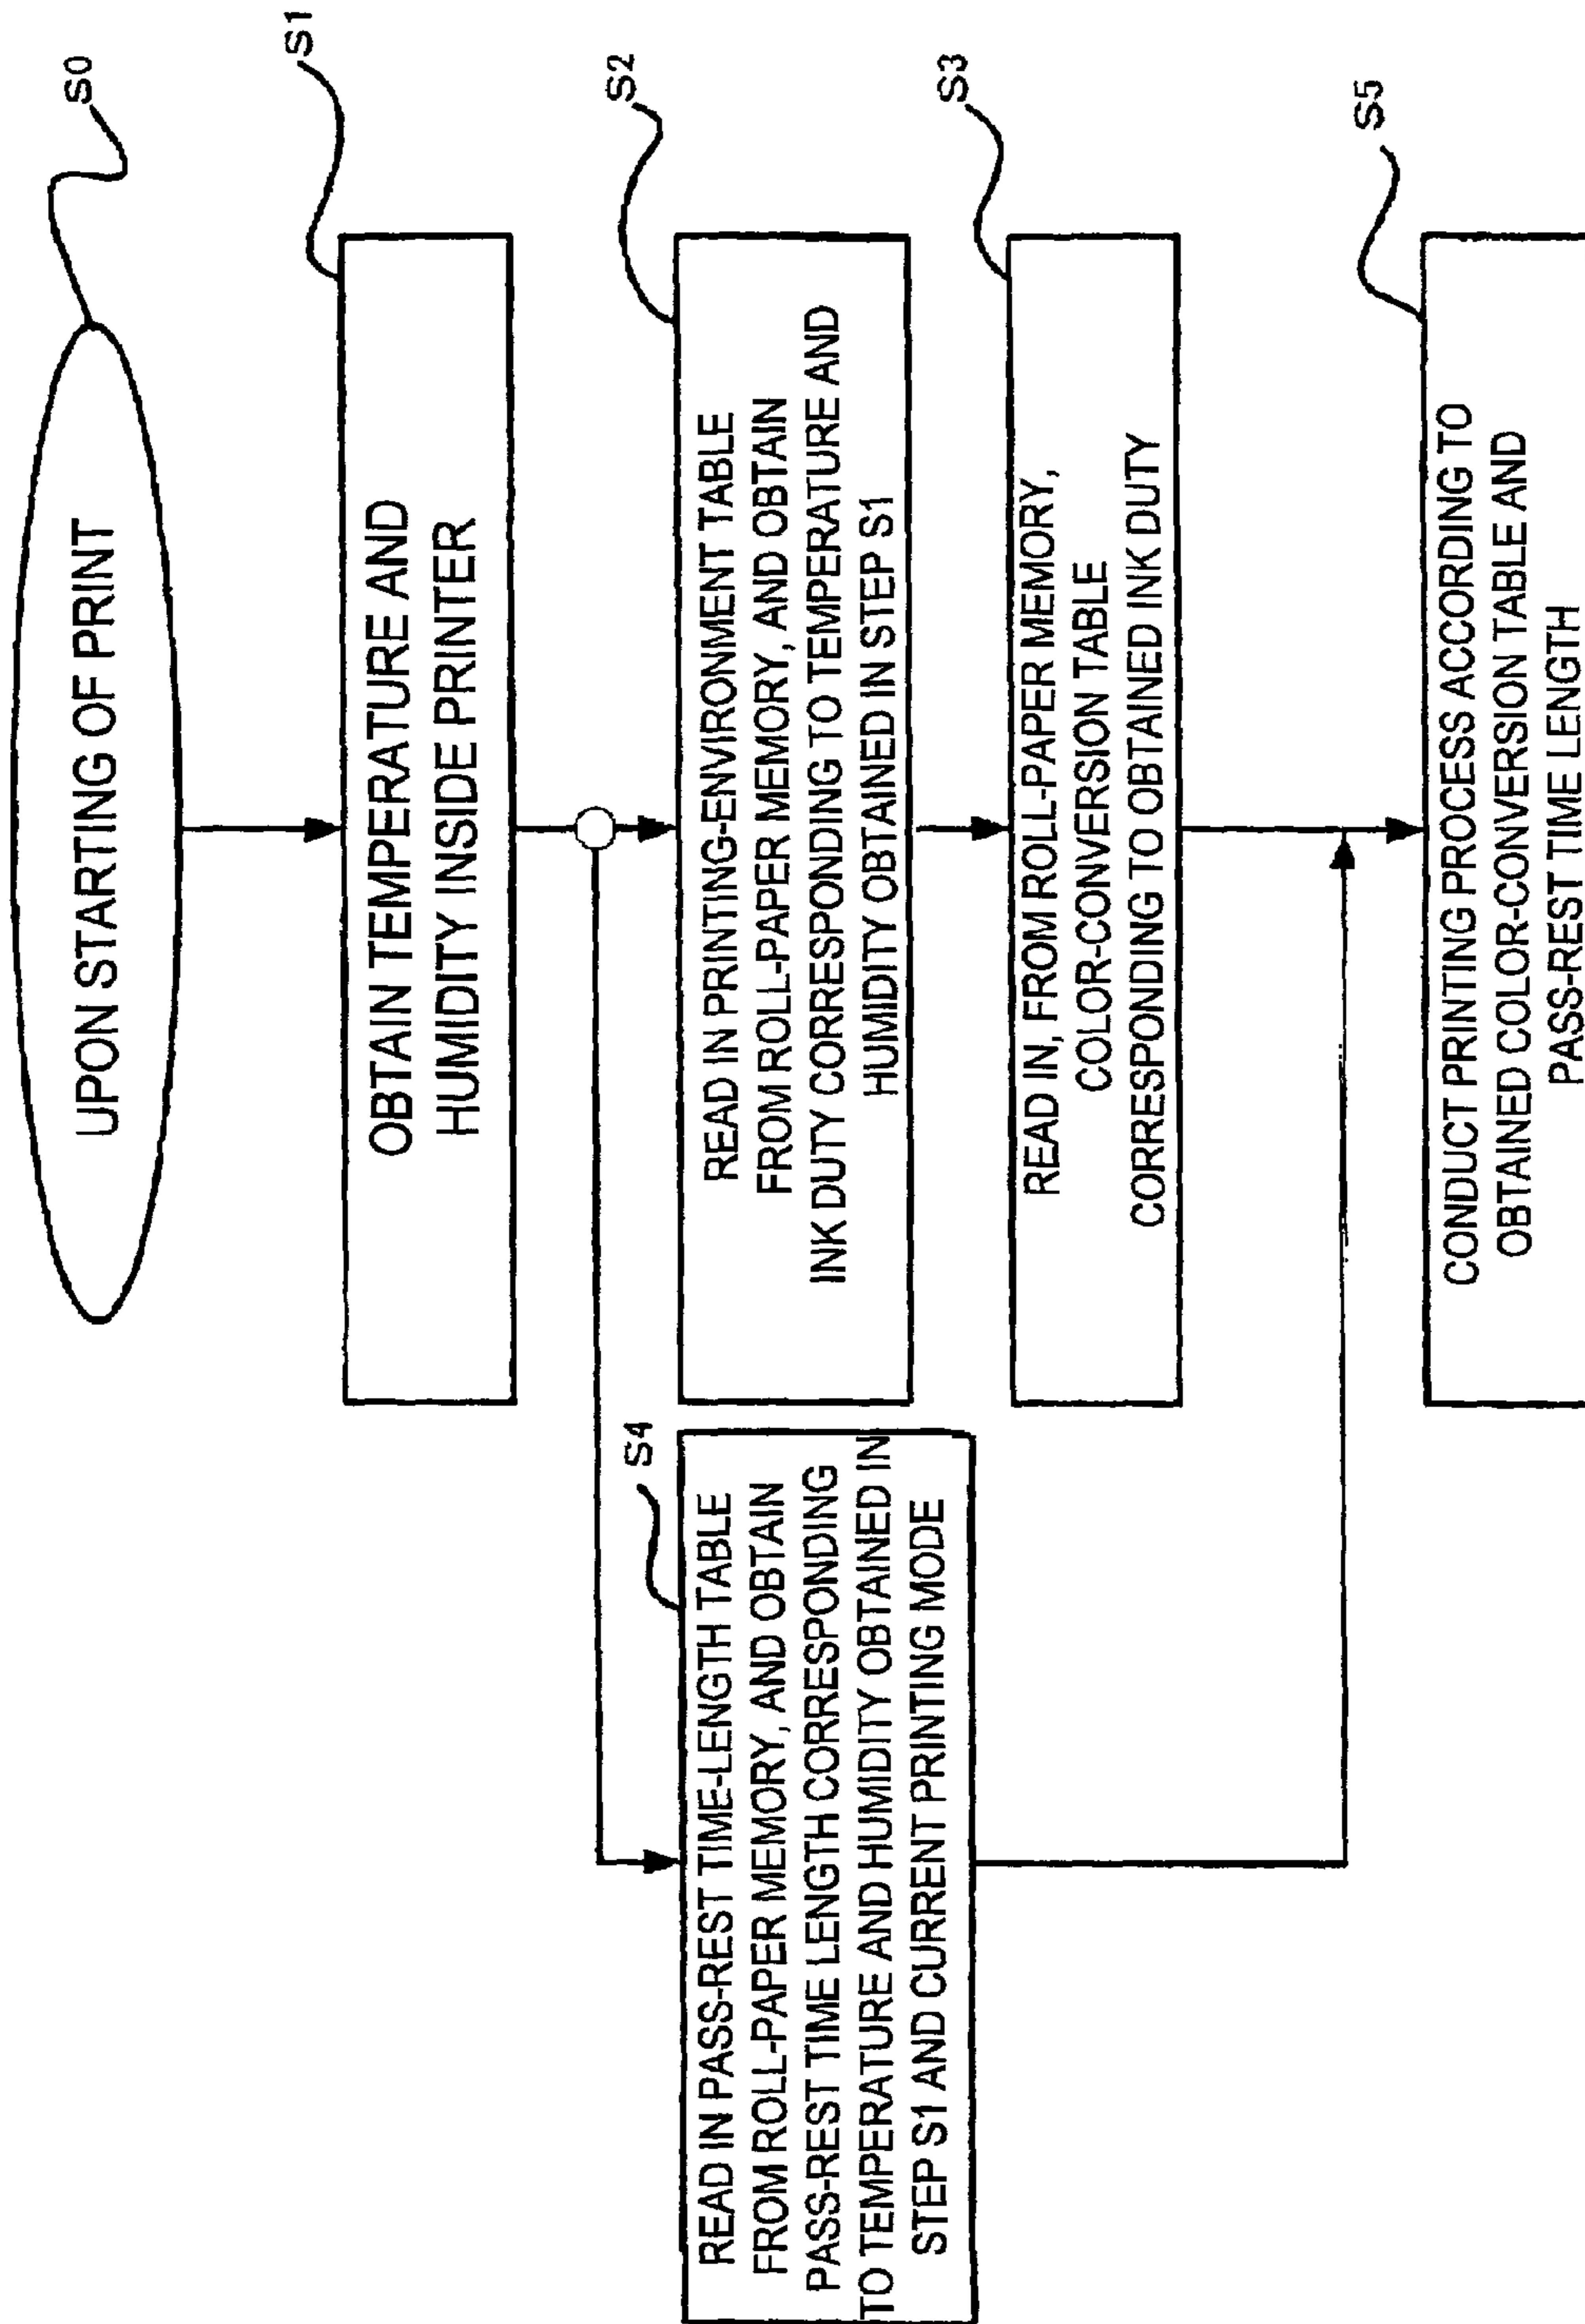 UPON STARTING OF PRINT
S0
OBTAIN TEMPERATURE AND
HUMIDITY INSIDE PRINTER
S1
READ IN PRINTING-ENVIRONMENT TABLE
FROM ROLL-PAPER MEMORY, AND OBTAIN
INK DUTY CORRESPONDING TO TEMPERATURE AND
HUMIDITY OBTAINED IN STEP S1
S2
READ IN, FROM ROLL-PAPER MEMORY,
COLOR-CONVERSION TABLE
CORRESPONDING TO OBTAINED INK DUTY
S3
S4
READ IN PASS-REST TIME-LENGTH TABLE
FROM ROLL-PAPER MEMORY, AND OBTAIN
PASS-REST TIME LENGTH CORRESPONDING
TO TEMPERATURE AND HUMIDITY OBTAINED IN
STEP S1 AND CURRENT PRINTING MODE
CONDUCT PRINTING PROCESS ACCORDING TO
OBTAINED COLOR-CONVERSION TABLE AND
PASS-REST TIME LENGTH
S5